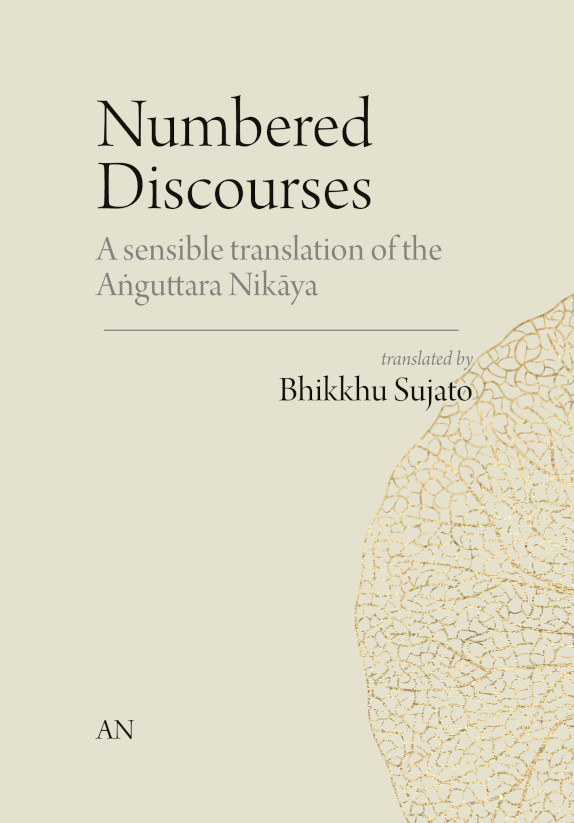 Numbered
Discourses
A sensible translation of the
Aṅguttara Nikāya
translated by
Bhikkhu Sujato
AN